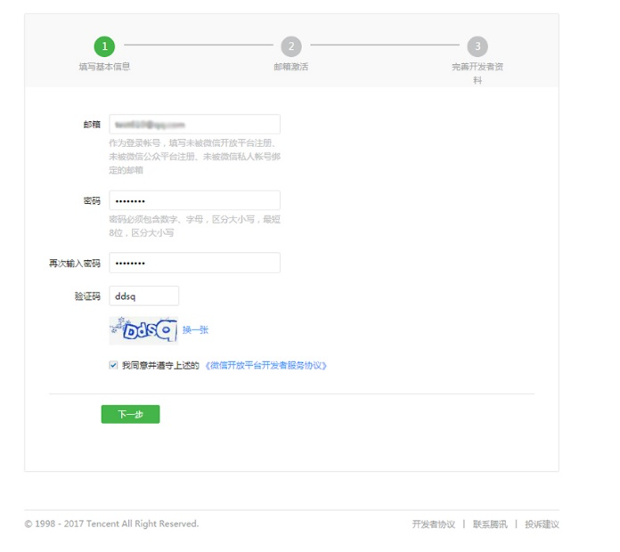 1
2
3
填写基本信息
邮箱激活
完善开发者资
料
邮箱
作为登录帐号，填写未被微信开放平台注册、
未被微信公众平台注册、未被微信私人帐号绑
定的邮箱
密码
••••••••
密码必须包含数字、字母，区分大小写，最短
8位，区分大小写
再次输入密码
••••••••
验证码
ddsq
DdsQ 换一张
我同意并遵守上述的 《微信开放平台开发者服务协议》
下一步
© 1998 - 2017 Tencent All Right Reserved.
开发者协议 | 联系腾讯 | 投诉建议